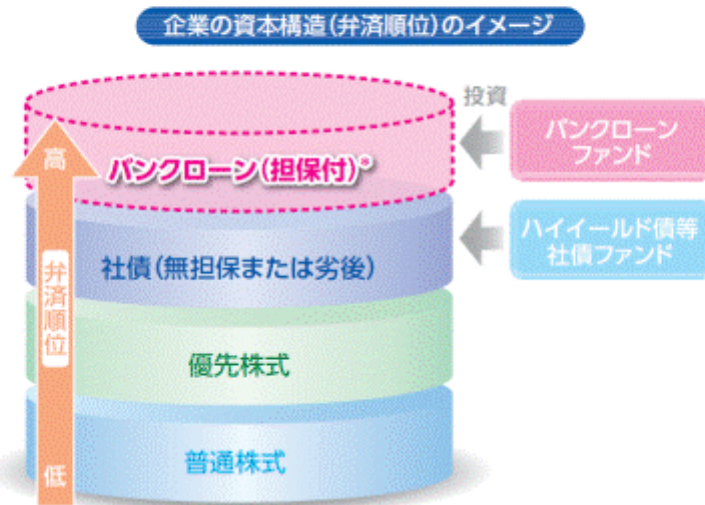 企業の資本構造(弁済順位)のイメージ
投資
高
バンクローン(担保付)*
バンクローン
ファンド
社債(無担保または劣後)
ハイイールド債等
社債ファンド
弁済順位
優先株式
普通株式
低